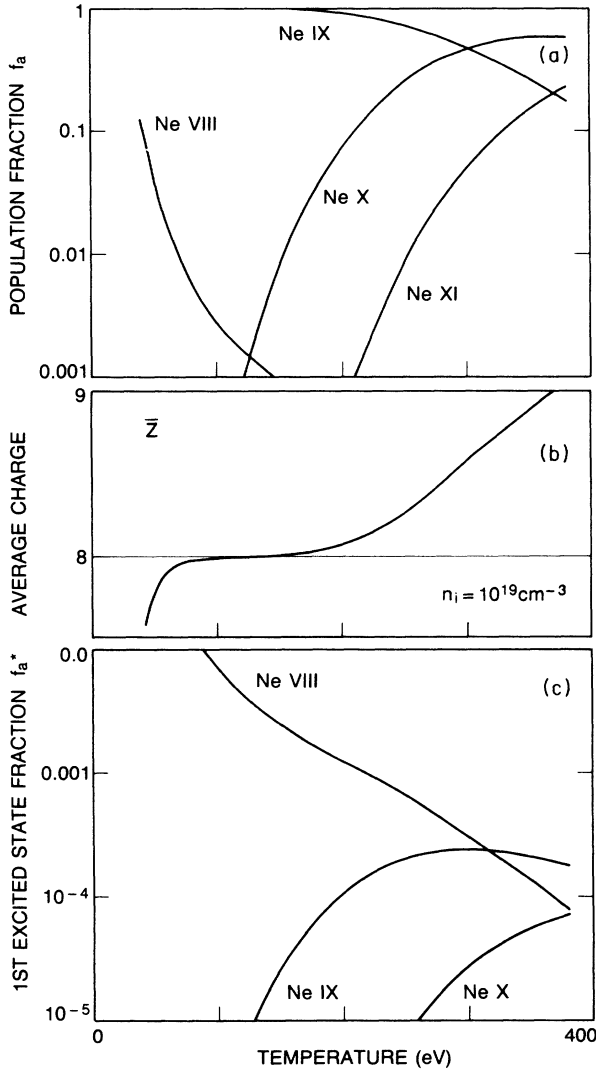 POPULATION FRACTION fa
1
0.1
0.01
0.001
Ne IX
(a)
Ne VIII
Ne X
Ne XI
AVERAGE CHARGE
9
8
Z̿
(b)
ni = 10¹⁹cm⁻³
1ST EXCITED STATE FRACTION fa*
0.0
0.001
10⁻⁴
10⁻⁵
Ne VIII
(c)
Ne IX
Ne X
0
400
TEMPERATURE (eV)